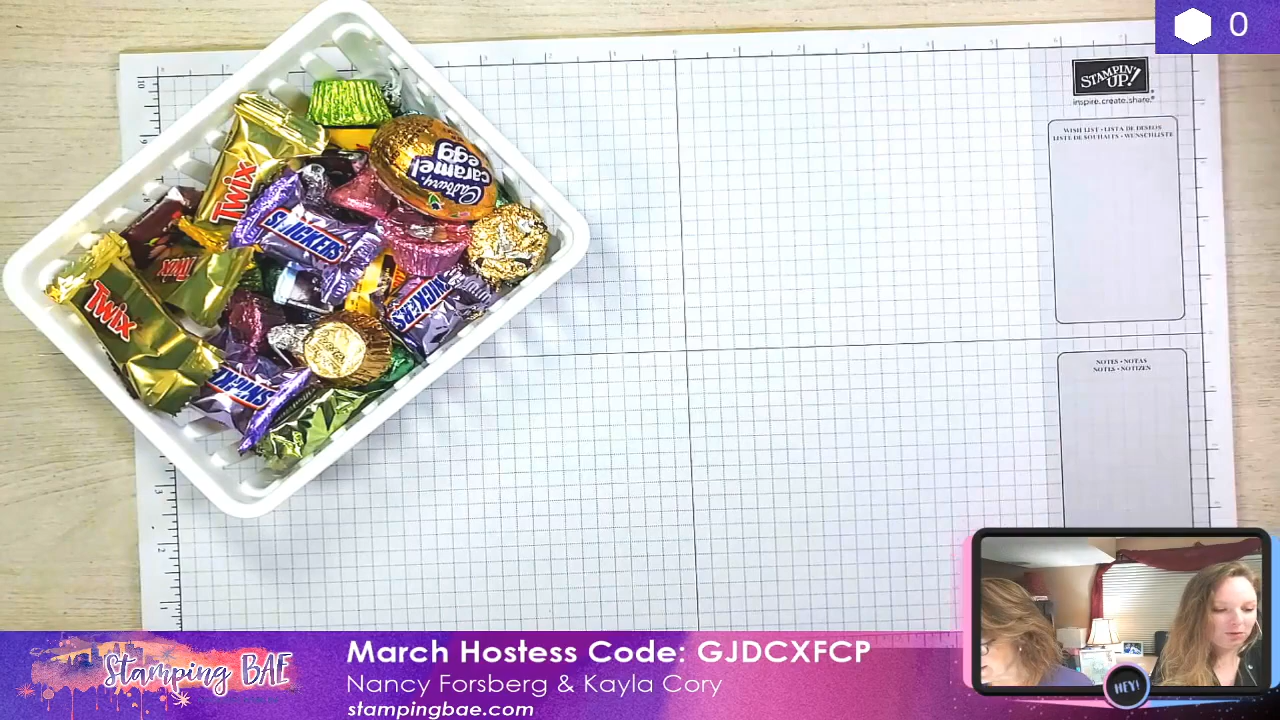 0
STAMPIN' UP!®
inspire.create.share.®
WISH LIST • LISTA DE DESEOS
LISTE DE SOUHAITS • WUNSCHLISTE
NOTES • NOTAS
NOTES • NOTIZEN
Twix
SNICKERS
Cadbury
caramel
egg
Twix
SNICKERS
Twix
SNICKERS
Stamping BAE
March Hostess Code: GJDCXFCP
Nancy Forsberg & Kayla Cory
stampingbae.com
HEY!